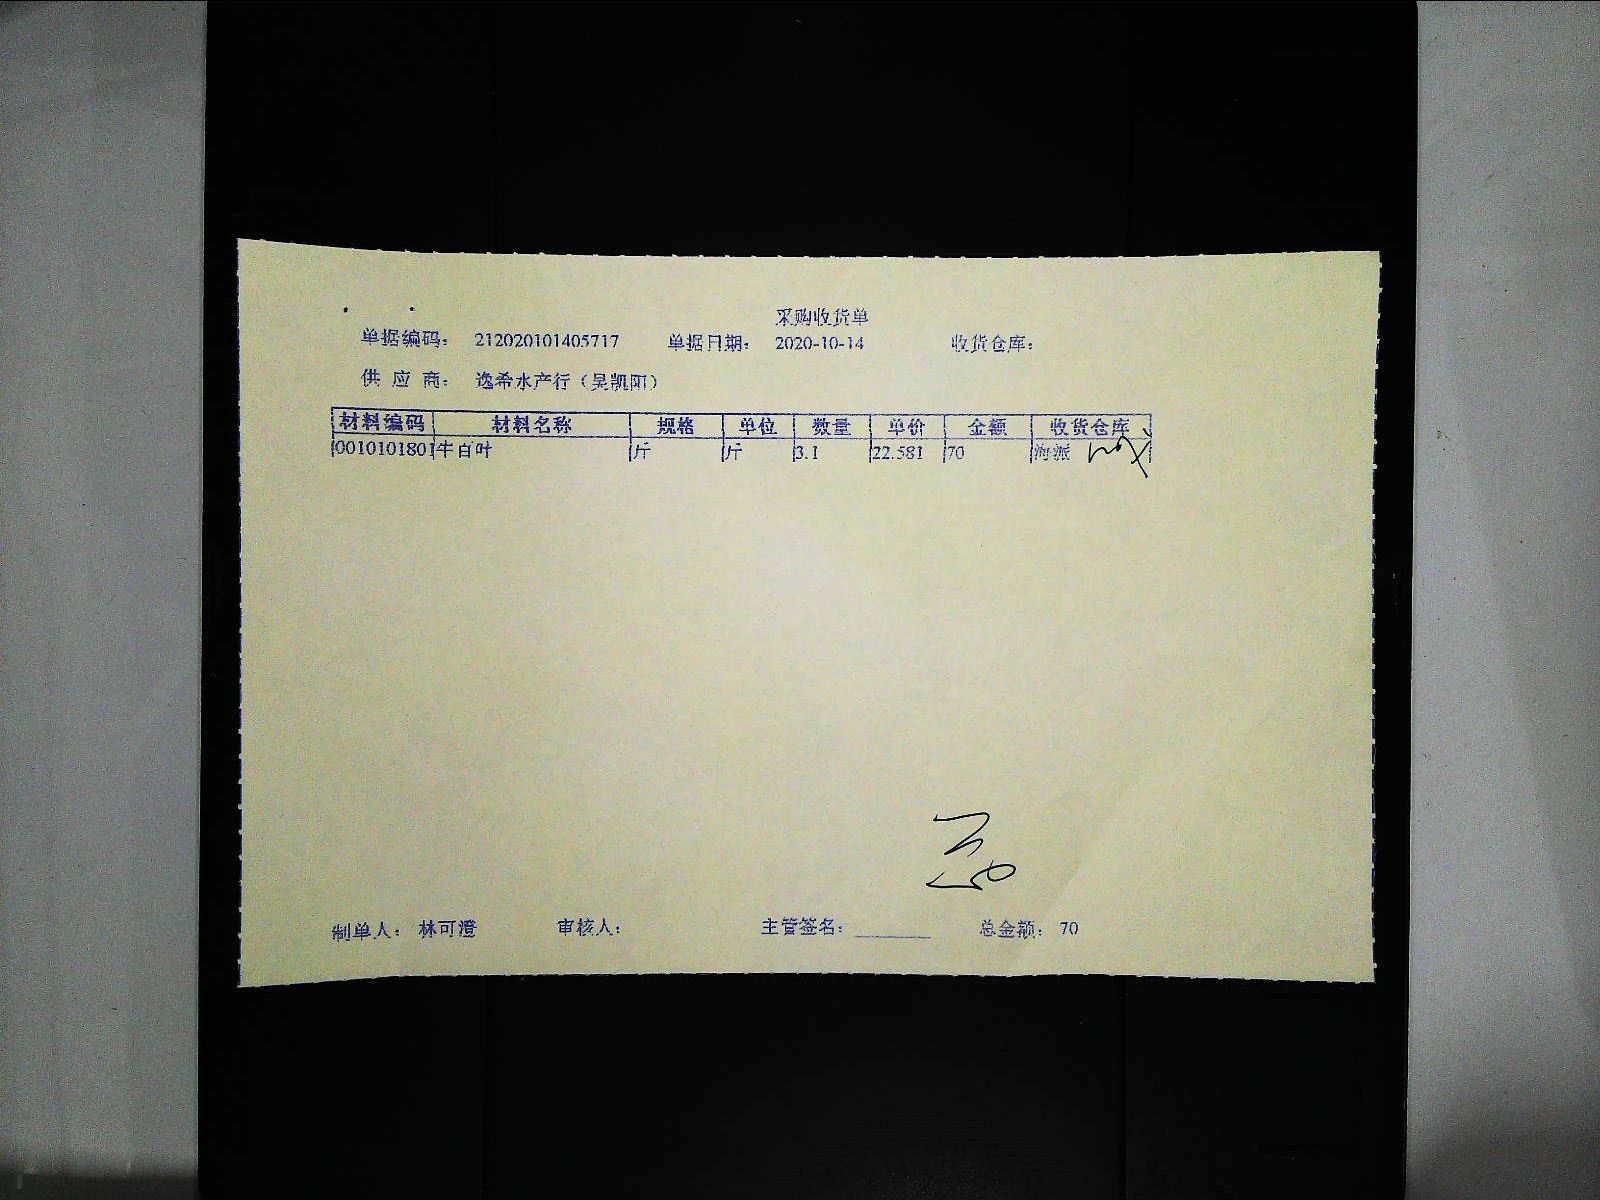 采购收货单
单据编码: 212020101405717 单据日期: 2020-10-14 收货仓库:
供 应 商: 逸希水产行（吴凯阳）
材料编码 材料名称 规格 单位 数量 单价 金额 收货仓库
0010101801 牛百叶 斤 斤 3.1 22.581 70 海派
制单人: 林可澄 审核人: 主管签名: 总金额: 70